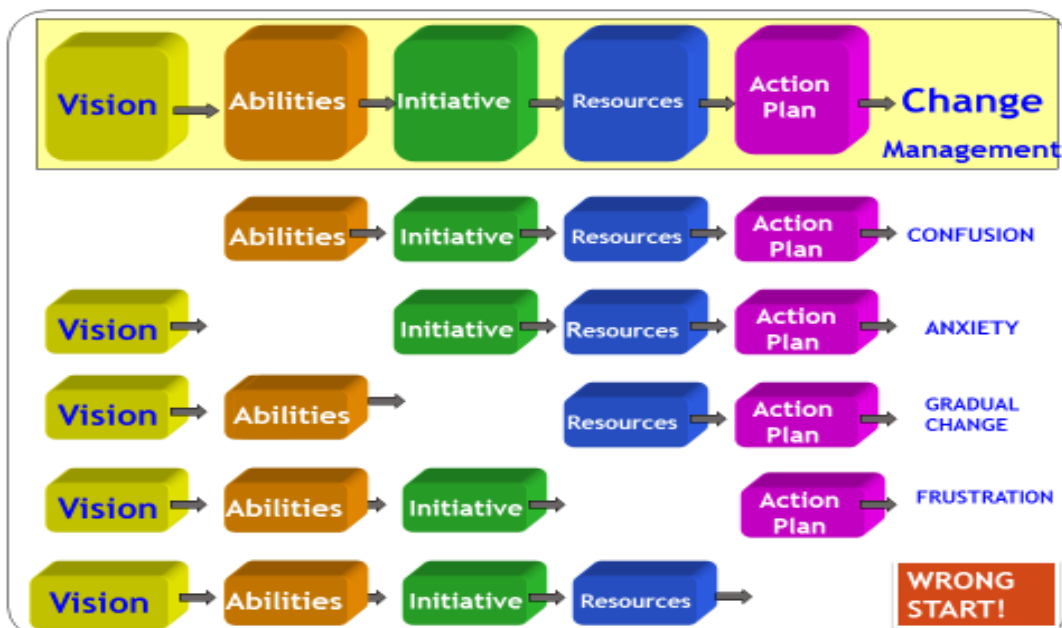 Vision
Abilities
Initiative
Resources
Action
Plan
Change
Management
Abilities
Initiative
Resources
Action
Plan
CONFUSION
Vision
Initiative
Resources
Action
Plan
ANXIETY
Vision
Abilities
Resources
Action
Plan
GRADUAL
CHANGE
Vision
Abilities
Initiative
Action
Plan
FRUSTRATION
Vision
Abilities
Initiative
Resources
WRONG
START!